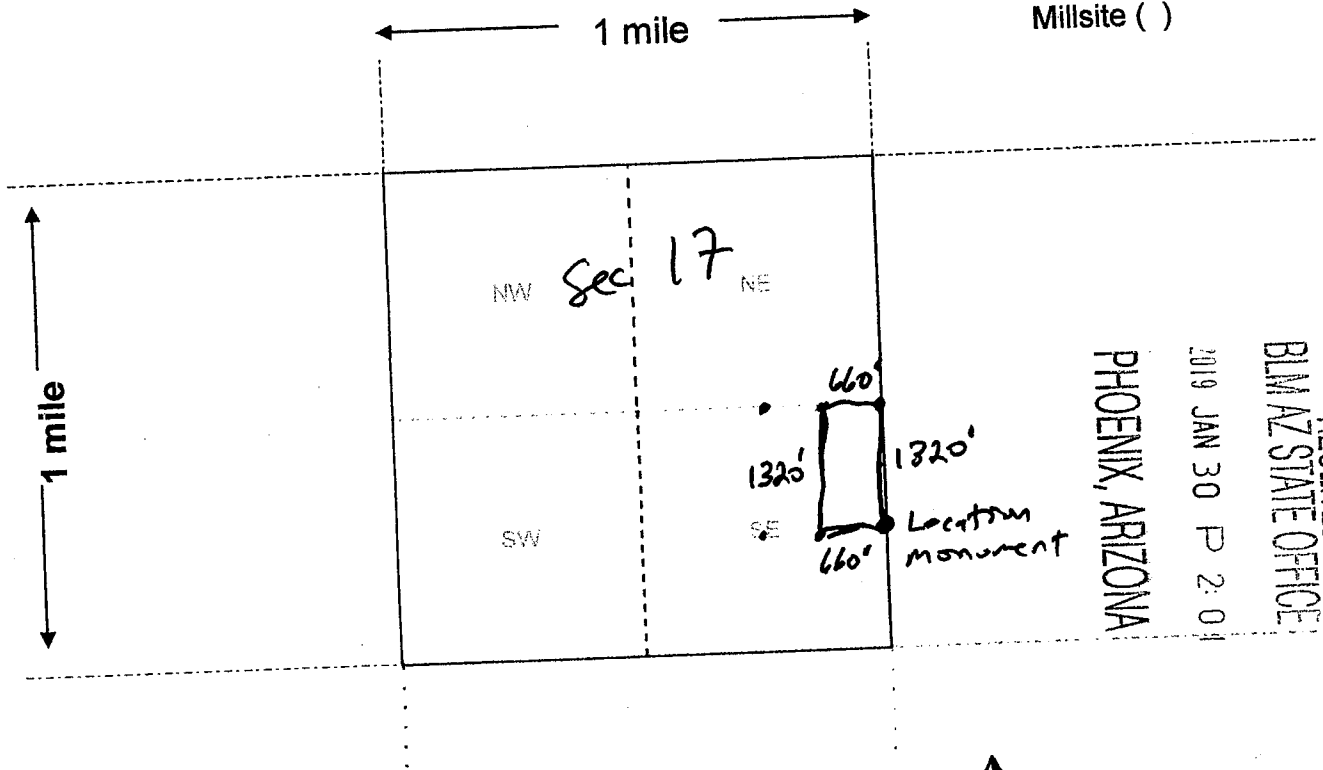 1 mile
Millsite ( )
NW
Sec 17
NE
1 mile
660'
1320'
1320'
SW
SE
Location
monument
660'
BLM AZ STATE OFFICE
2019 JAN 30 P 2:01
PHOENIX, ARIZONA